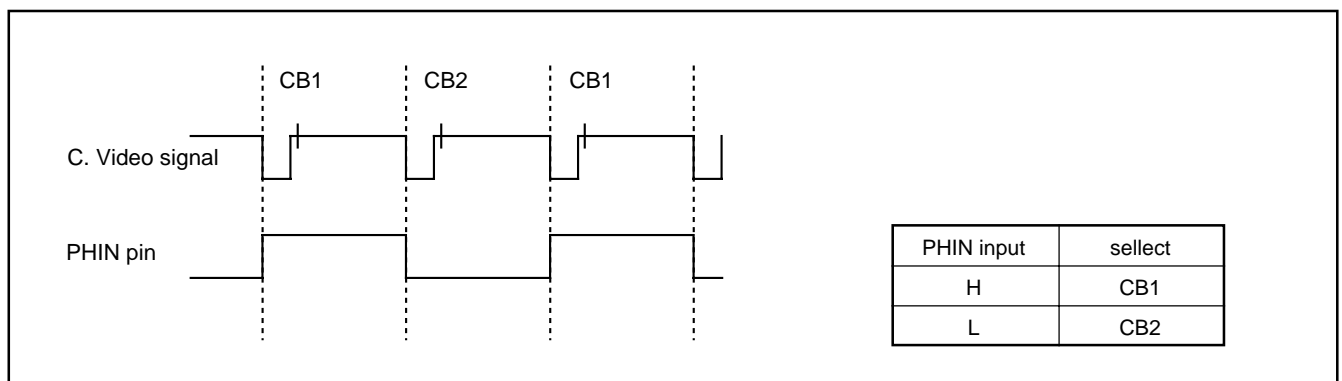 CB1 CB2 CB1
C. Video signal
PHIN pin
PHIN input sellect
H CB1
L CB2